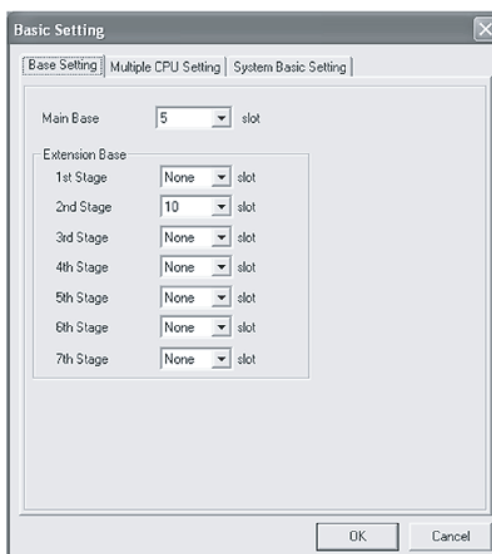 Basic Setting
Base Setting Multiple CPU Setting System Basic Setting
Main Base 5 slot
Extension Base
1st Stage None slot
2nd Stage 10 slot
3rd Stage None slot
4th Stage None slot
5th Stage None slot
6th Stage None slot
7th Stage None slot
OK Cancel